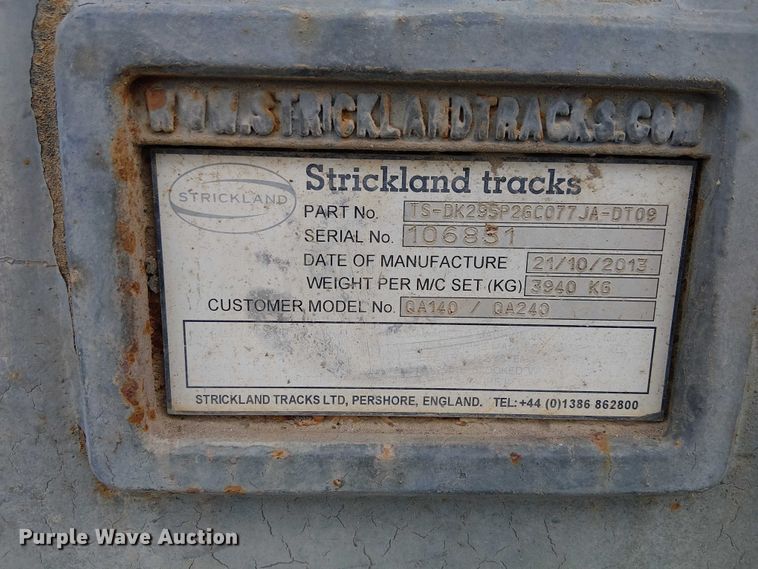 WWW.STRICKLANDTRACKS.COM
STRICKLAND
Strickland tracks
PART No. TS-DK29SP2GC077JA-DT09
SERIAL No. 106831
DATE OF MANUFACTURE 21/10/2013
WEIGHT PER M/C SET (KG) 3940 KG
CUSTOMER MODEL No. QA140 / QA240
STRICKLAND TRACKS LTD, PERSHORE, ENGLAND. TEL:+44 (0)1386 862800
Purple Wave Auction